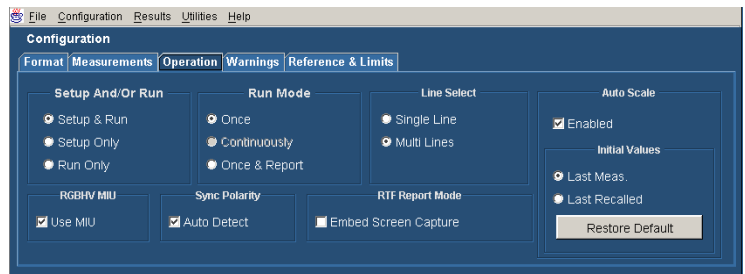 File Configuration Results Utilities Help
Configuration
Format Measurements Operation Warnings Reference & Limits
Setup And/Or Run
Setup & Run
Setup Only
Run Only
Run Mode
Once
Continuously
Once & Report
Line Select
Single Line
Multi Lines
Auto Scale
Enabled
Initial Values
Last Meas.
Last Recalled
Restore Default
RGBHV MIU
Use MIU
Sync Polarity
Auto Detect
RTF Report Mode
Embed Screen Capture